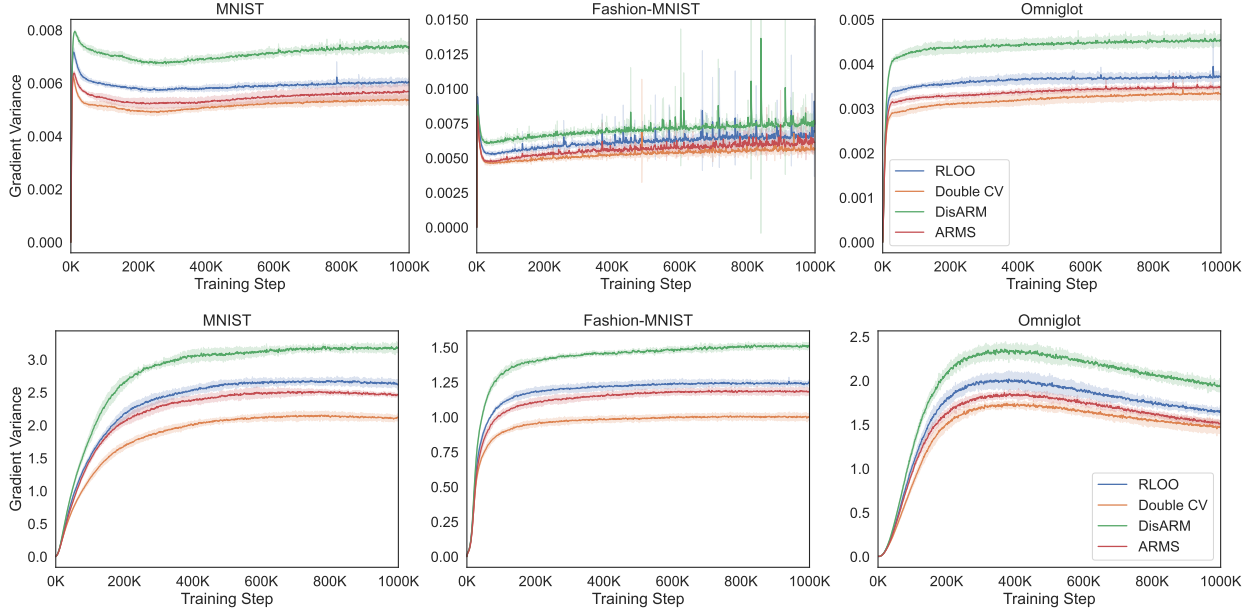 MNIST
Gradient Variance
0.008
0.006
0.004
0.002
0.000
0K 200K 400K 600K 800K 1000K
Training Step
Fashion-MNIST
0.0150
0.0125
0.0100
0.0075
0.0050
0.0025
0.0000
0K 200K 400K 600K 800K 1000K
Training Step
Omniglot
0.005
0.004
0.003
0.002
0.001
0.000
RLOO
Double CV
DisARM
ARMS
0K 200K 400K 600K 800K 1000K
Training Step
MNIST
Gradient Variance
3.0
2.5
2.0
1.5
1.0
0.5
0.0
0K 200K 400K 600K 800K 1000K
Training Step
Fashion-MNIST
1.50
1.25
1.00
0.75
0.50
0.25
0.00
0K 200K 400K 600K 800K 1000K
Training Step
Omniglot
2.5
2.0
1.5
1.0
0.5
0.0
RLOO
Double CV
DisARM
ARMS
0K 200K 400K 600K 800K 1000K
Training Step